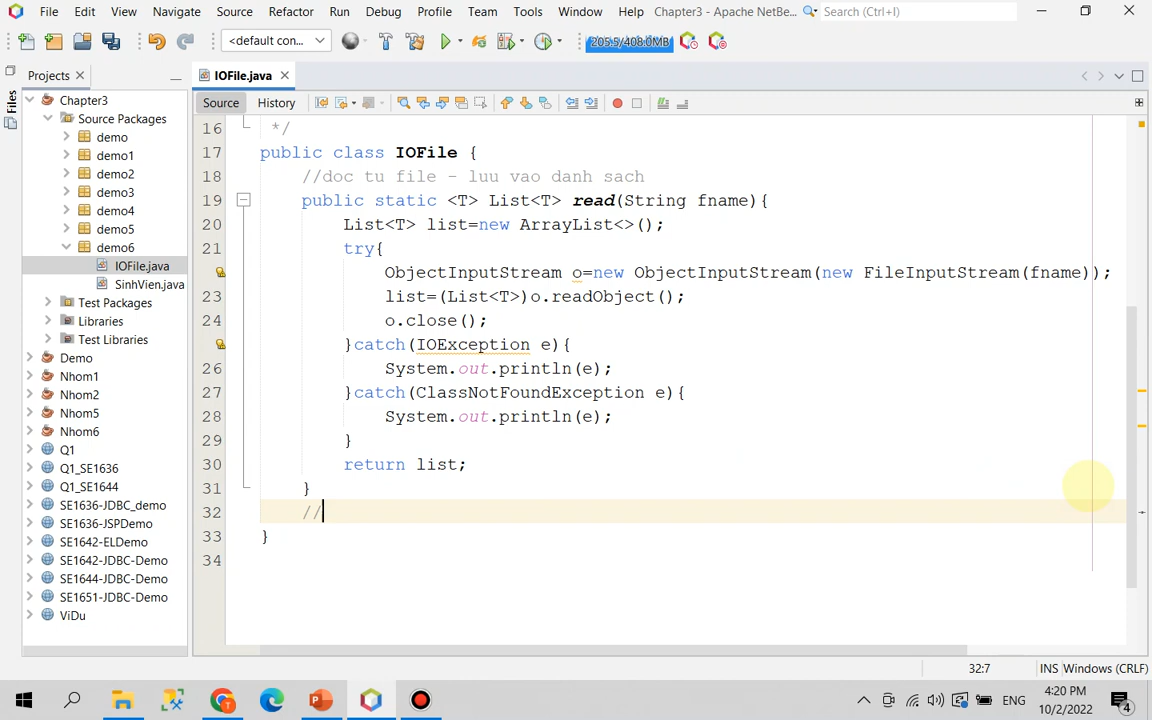 File Edit View Navigate Source Refactor Run Debug Profile Team Tools Window Help Chapter3 - Apache NetBe... Search (Ctrl+I)
<default con... 205.5/408.0MB
Projects IOFile.java
Files
Source History
Chapter3
Source Packages
demo
demo1
demo2
demo3
demo4
demo5
demo6
IOFile.java
SinhVien.java
Test Packages
Libraries
Test Libraries
Demo
Nhom1
Nhom2
Nhom5
Nhom6
Q1
Q1_SE1636
Q1_SE1644
SE1636-JDBC_demo
SE1636-JSPDemo
SE1642-ELDemo
SE1642-JDBC-Demo
SE1644-JDBC-Demo
SE1651-JDBC-Demo
ViDu
16 */
17 public class IOFile {
18 //doc tu file - luu vao danh sach
19 public static <T> List<T> read(String fname){
20 List<T> list=new ArrayList<>();
21 try{
ObjectInputStream o=new ObjectInputStream(new FileInputStream(fname));
23 list=(List<T>)o.readObject();
24 o.close();
}catch(IOException e){
26 System.out.println(e);
27 }catch(ClassNotFoundException e){
28 System.out.println(e);
29 }
30 return list;
31 }
32 //
33 }
34
32:7 INS Windows (CRLF)
ENG 4:20 PM
10/2/2022 4